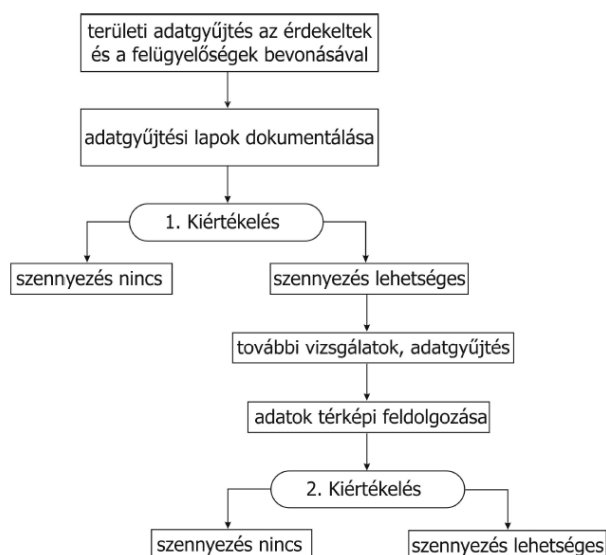 területi adatgyűjtés az érdekeltek
és a felügyelőségek bevonásával
adatgyűjtési lapok dokumentálása
1. Kiértékelés
szennyezés nincs
szennyezés lehetséges
további vizsgálatok, adatgyűjtés
adatok térképi feldolgozása
2. Kiértékelés
szennyezés nincs
szennyezés lehetséges